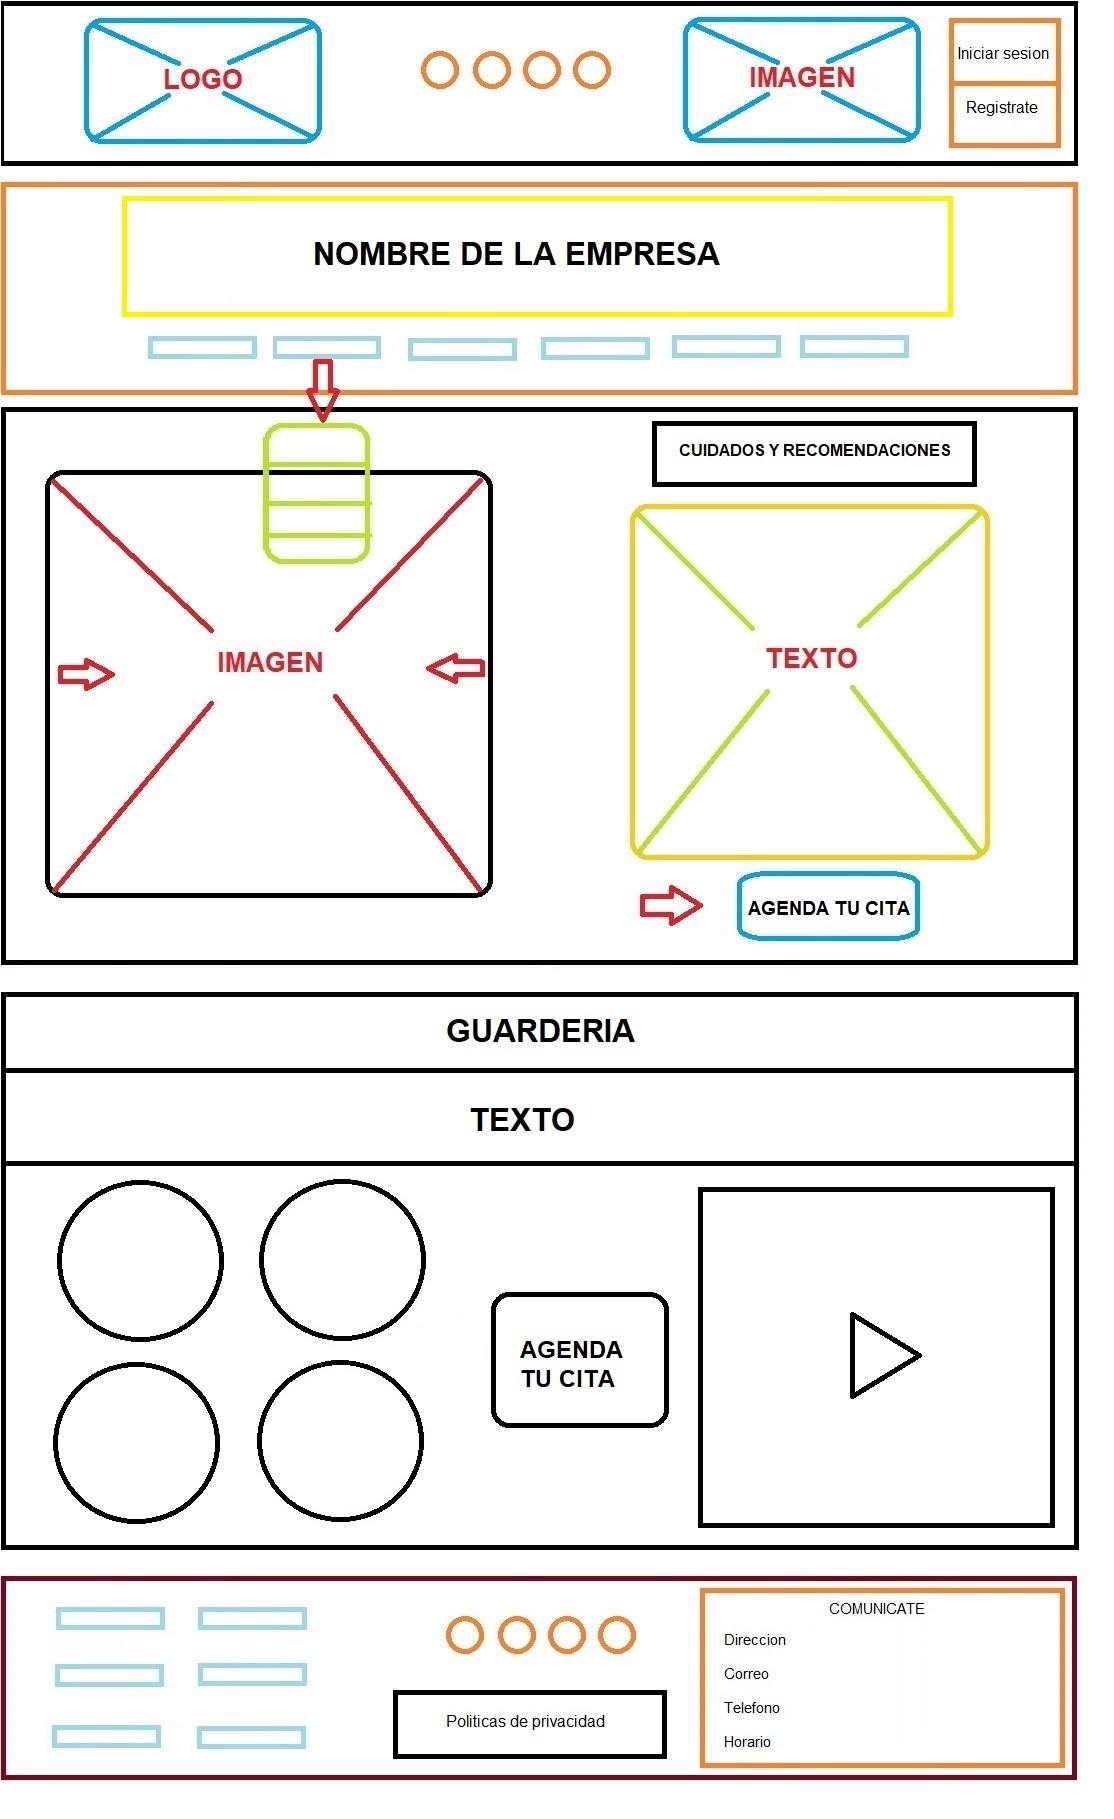 LOGO
IMAGEN
Iniciar sesion
Registrate
NOMBRE DE LA EMPRESA
CUIDADOS Y RECOMENDACIONES
IMAGEN
TEXTO
AGENDA TU CITA
GUARDERIA
TEXTO
AGENDA
TU CITA
COMUNICATE
Direccion
Correo
Telefono
Horario
Politicas de privacidad